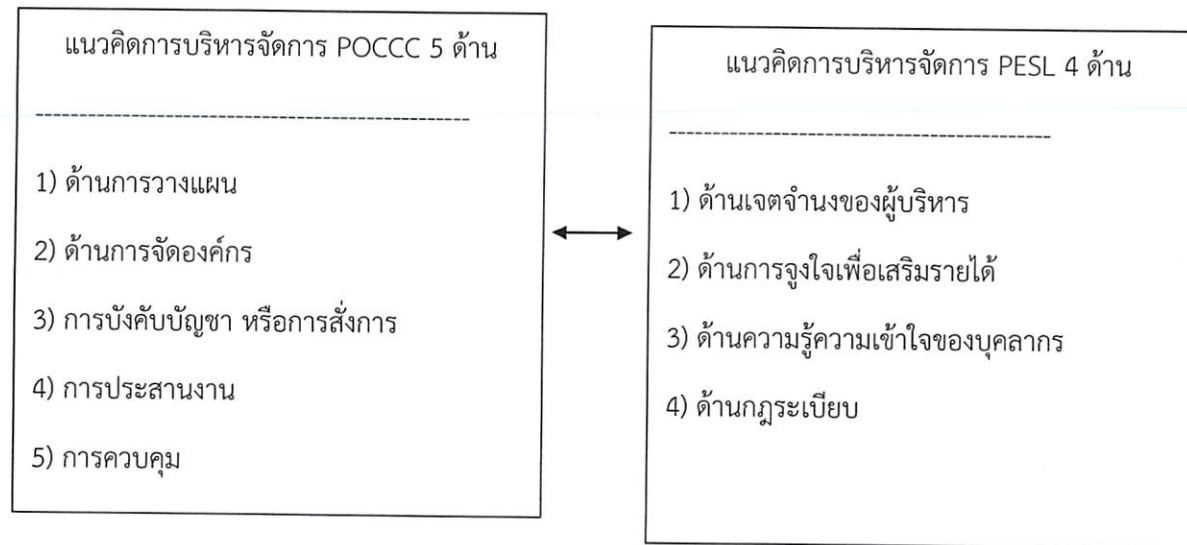 แนวคิดการบริหารจัดการ POCCC 5 ด้าน
--------------------------------------------------
1) ด้านการวางแผน
2) ด้านการจัดองค์กร
3) การบังคับบัญชา หรือการสั่งการ
4) การประสานงาน
5) การควบคุม
แนวคิดการบริหารจัดการ PESL 4 ด้าน
--------------------------------------------
1) ด้านเจตจำนงของผู้บริหาร
2) ด้านการจูงใจเพื่อเสริมรายได้
3) ด้านความรู้ความเข้าใจของบุคลากร
4) ด้านกฎระเบียบ